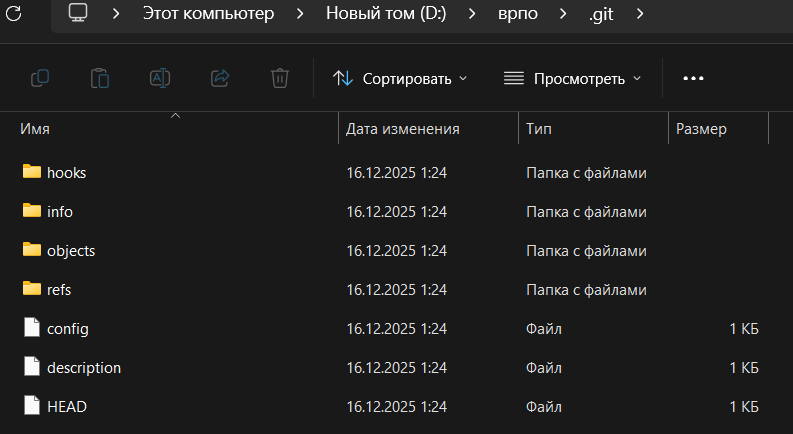 Этот компьютер > Новый том (D:) > врпо > .git >
Сортировать Просмотреть •••
Имя Дата изменения Тип Размер
hooks 16.12.2025 1:24 Папка с файлами
info 16.12.2025 1:24 Папка с файлами
objects 16.12.2025 1:24 Папка с файлами
refs 16.12.2025 1:24 Папка с файлами
config 16.12.2025 1:24 Файл 1 КБ
description 16.12.2025 1:24 Файл 1 КБ
HEAD 16.12.2025 1:24 Файл 1 КБ